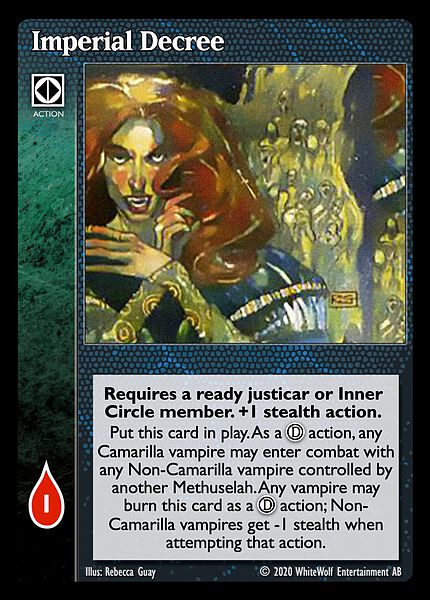 Imperial Decree
ACTION
Requires a ready justicar or Inner
Circle member. +1 stealth action.
Put this card in play. As a Ⓓ action, any
Camarilla vampire may enter combat with
any Non-Camarilla vampire controlled by
another Methuselah. Any vampire may
burn this card as a Ⓓ action; Non-
Camarilla vampires get -1 stealth when
attempting that action.
1
Illus: Rebecca Guay © 2020 WhiteWolf Entertainment AB